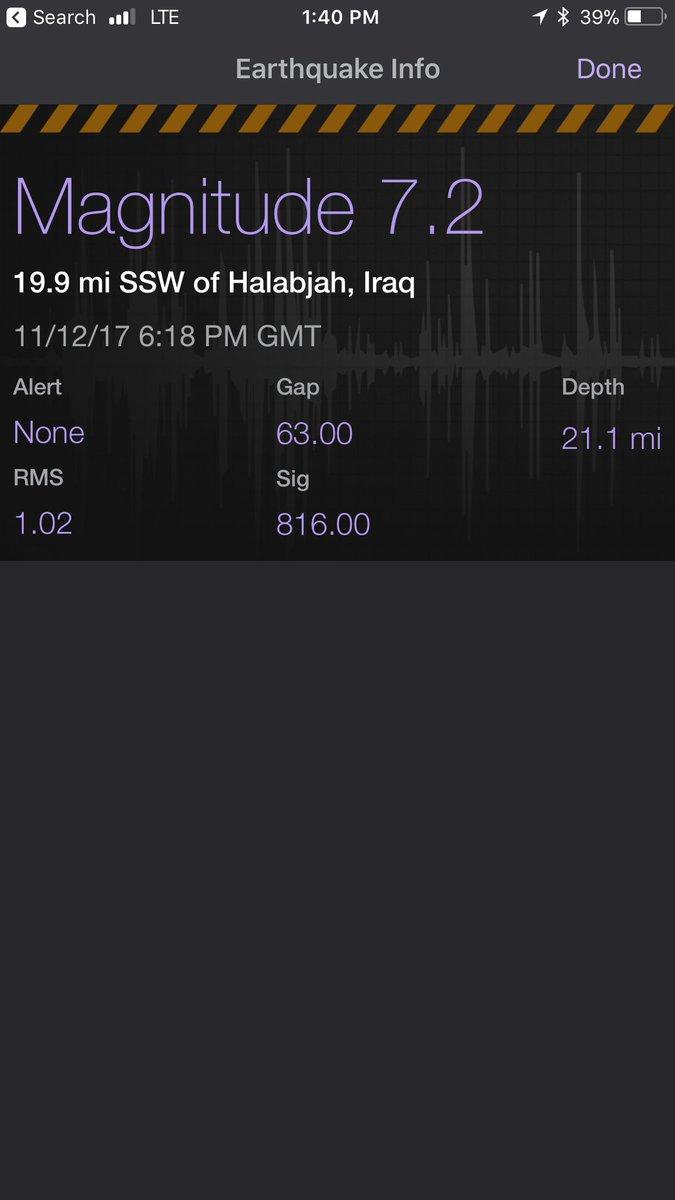 Search LTE 1:40 PM 39%
Earthquake Info Done
Magnitude 7.2
19.9 mi SSW of Halabjah, Iraq
11/12/17 6:18 PM GMT
Alert Gap Depth
None 63.00 21.1 mi
RMS Sig
1.02 816.00